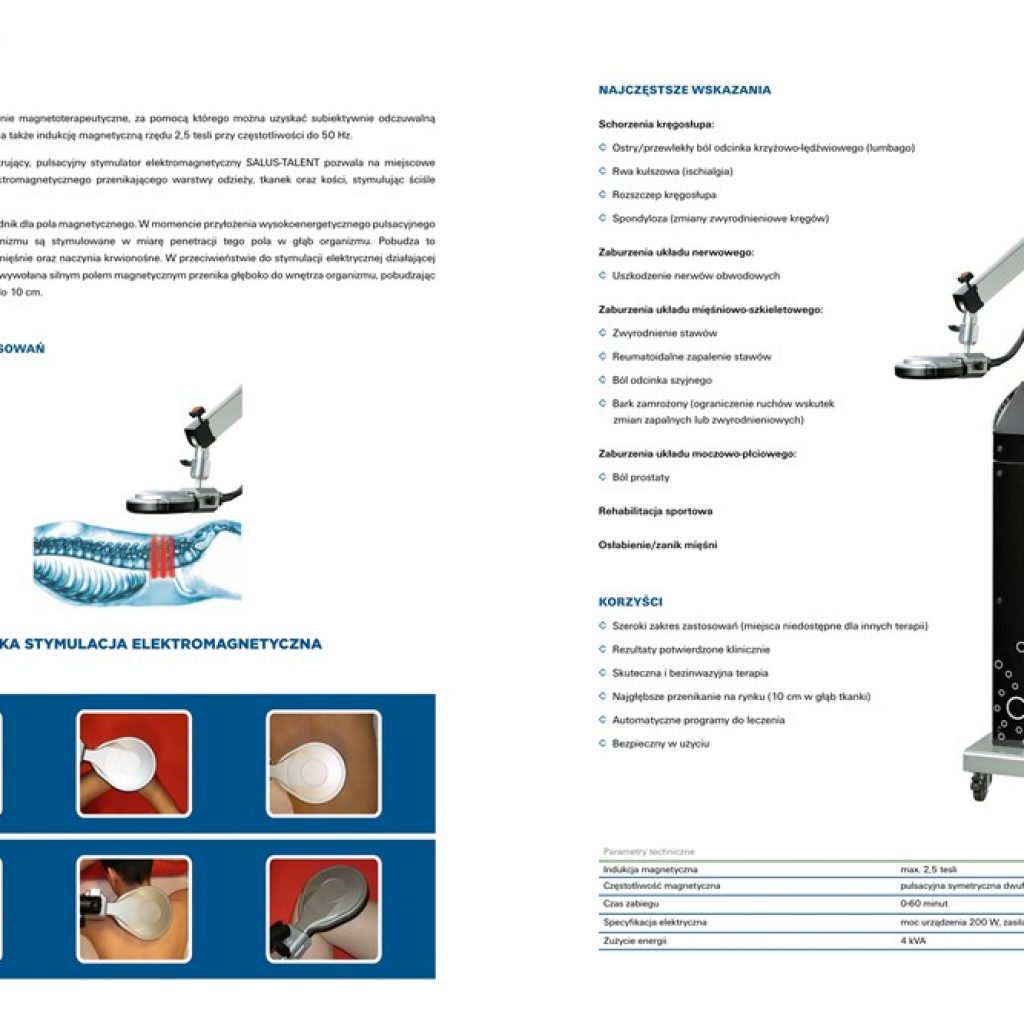 nie magnetoterapeutyczne, za pomocą którego można uzyskać subiektywnie odczuwalną
a także indukcję magnetyczną rzędu 2,5 tesli przy częstotliwości do 50 Hz.
rujący, pulsacyjny stymulator elektromagnetyczny SALUS-TALENT pozwala na miejscowe
ktromagnetycznego przenikającego warstwy odzieży, tkanek oraz kości, stymulując ściśle
dnik dla pola magnetycznego. W momencie przyłożenia wysokoenergetycznego pulsacyjnego
nizmu są stymulowane w miarę penetracji tego pola w głąb organizmu. Pobudza to
mięśnie oraz naczynia krwionośne. W przeciwieństwie do stymulacji elektrycznej działającej
wywołana silnym polem magnetycznym przenika głęboko do wnętrza organizmu, pobudzając
do 10 cm.
SOWAŃ
KA STYMULACJA ELEKTROMAGNETYCZNA
NAJCZĘSTSZE WSKAZANIA
Schorzenia kręgosłupa:
Ostry/przewlekły ból odcinka krzyżowo-lędźwiowego (lumbago)
Rwa kulszowa (ischialgia)
Rozszczep kręgosłupa
Spondyloza (zmiany zwyrodnieniowe kręgów)
Zaburzenia układu nerwowego:
Uszkodzenie nerwów obwodowych
Zaburzenia układu mięśniowo-szkieletowego:
Zwyrodnienie stawów
Reumatoidalne zapalenie stawów
Ból odcinka szyjnego
Bark zamrożony (ograniczenie ruchów wskutek
zmian zapalnych lub zwyrodnieniowych)
Zaburzenia układu moczowo-płciowego:
Ból prostaty
Rehabilitacja sportowa
Osłabienie/zanik mięśni
KORZYŚCI
Szeroki zakres zastosowań (miejsca niedostępne dla innych terapii)
Rezultaty potwierdzone klinicznie
Skuteczna i bezinwazyjna terapia
Najgłębsze przenikanie na rynku (10 cm w głąb tkanki)
Automatyczne programy do leczenia
Bezpieczny w użyciu
Parametry techniczne
Indukcja magnetyczna max. 2,5 tesli
Częstotliwość magnetyczna pulsacyjna symetryczna dwuf
Czas zabiegu 0-60 minut
Specyfikacja elektryczna moc urządzenia 200 W, zasila
Zużycie energii 4 kVA